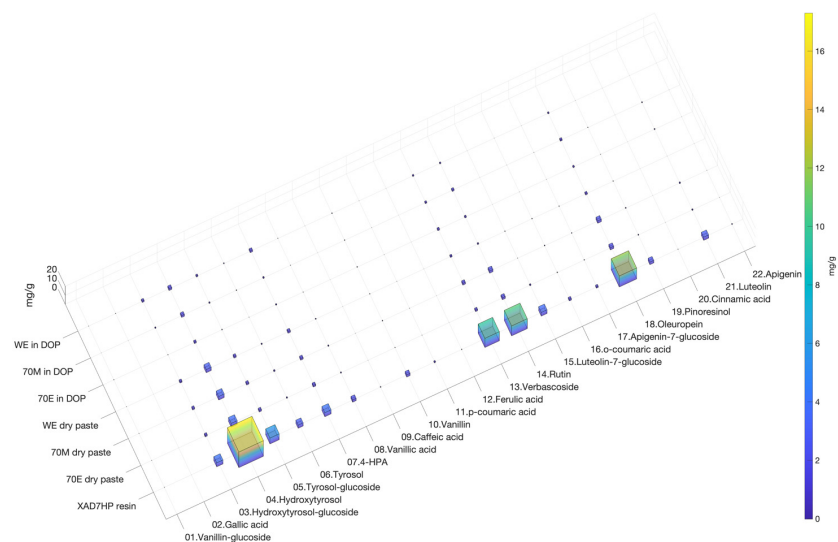 20
10
0
mg/g
WE in DOP
70M in DOP
70E in DOP
WE dry paste
70M dry paste
70E dry paste
XAD7HP resin
01.Vanillin-glucoside
02.Gallic acid
03.Hydroxytyrosol-glucoside
04.Hydroxytyrosol
05.Tyrosol-glucoside
06.Tyrosol
07.4-HPA
08.Vanillic acid
09.Caffeic acid
10.Vanillin
11.p-coumaric acid
12.Ferulic acid
13.Verbascoside
14.Rutin
15.Luteolin-7-glucoside
16.o-coumaric acid
17.Apigenin-7-glucoside
18.Oleuropein
19.Pinoresinol
20.Cinnamic acid
21.Luteolin
22.Apigenin
16
14
12
10
8
6
4
2
0
mg/g